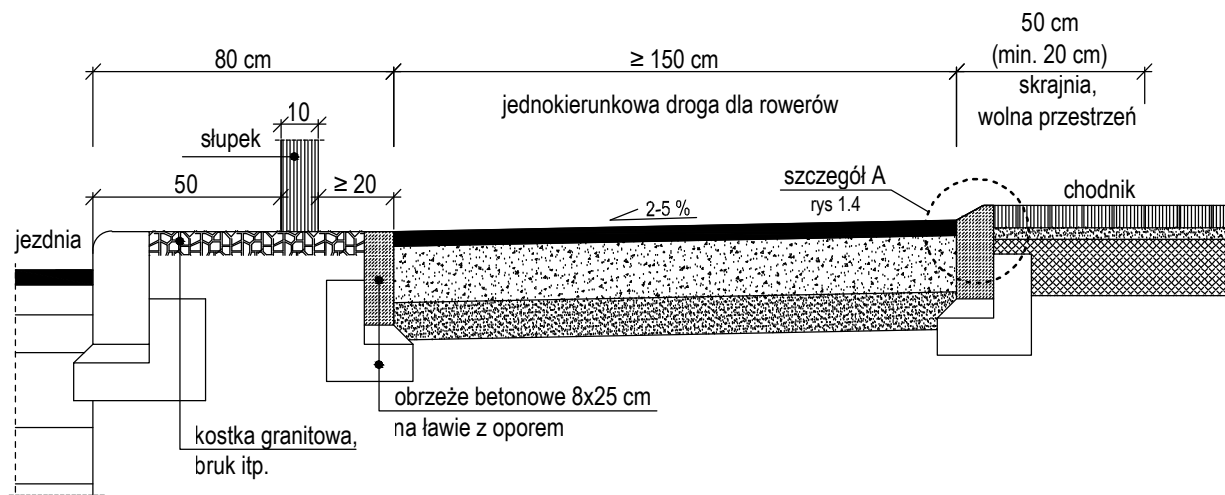 50 cm
(min. 20 cm)
skrajnia,
wolna przestrzeń
80 cm
≥ 150 cm
jednokierunkowa droga dla rowerów
10
słupek
50
≥ 20
szczegół A
rys 1.4
2-5 %
chodnik
jezdnia
obrzeże betonowe 8x25 cm
na ławie z oporem
kostka granitowa,
bruk itp.